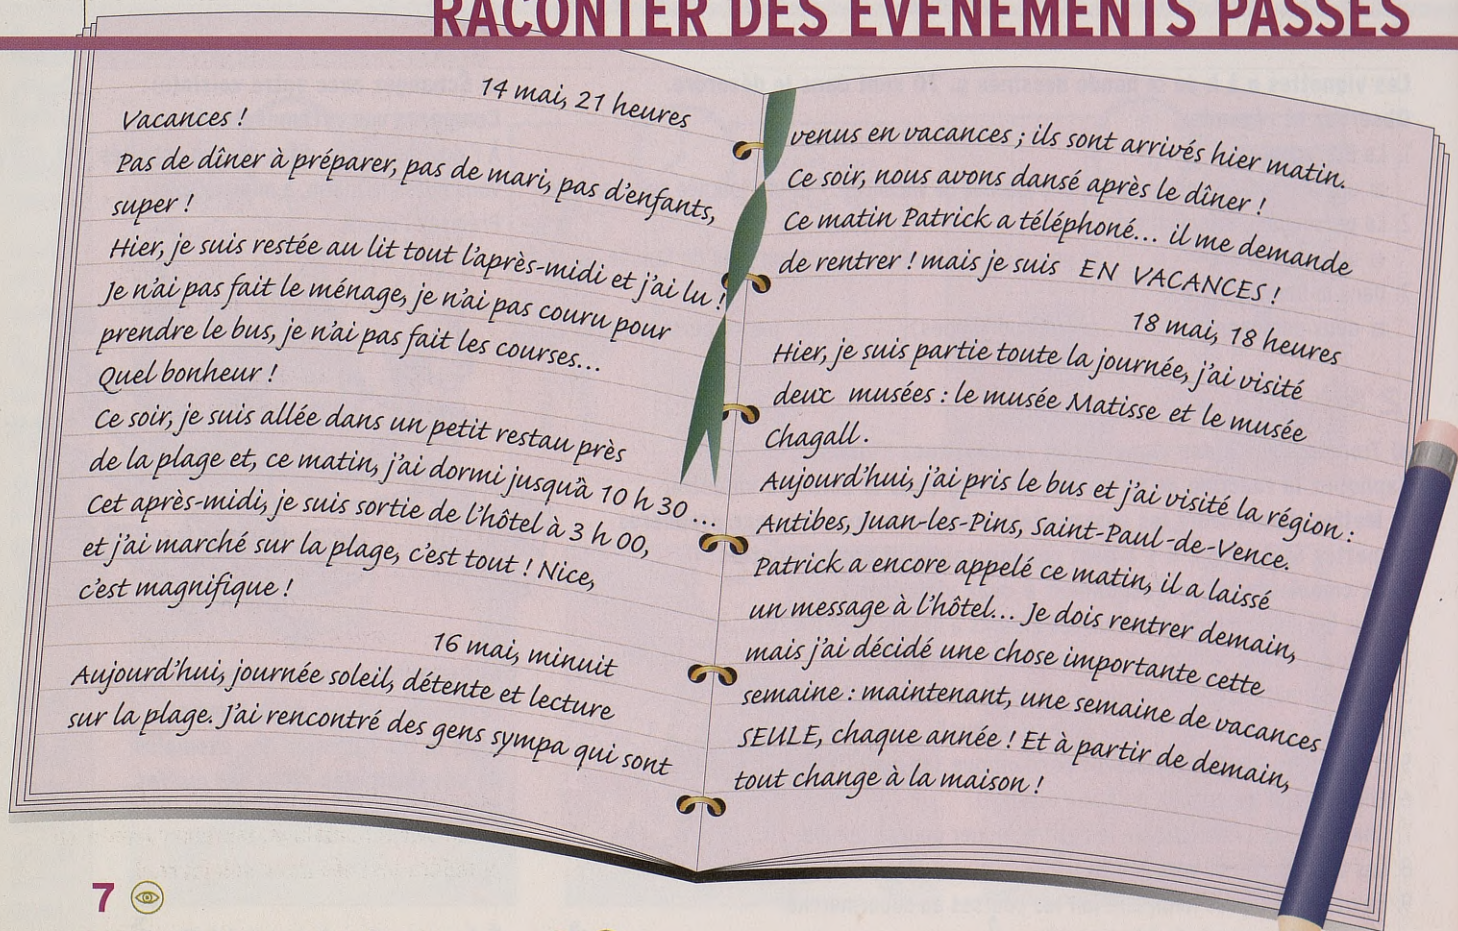 RACONTER DES ÉVÉNEMENTS PASSÉS
14 mai, 21 heures
Vacances !
Pas de dîner à préparer, pas de mari, pas d'enfants,
super !
Hier, je suis restée au lit tout l'après-midi et j'ai lu !
Je n'ai pas fait le ménage, je n'ai pas couru pour
prendre le bus, je n'ai pas fait les courses...
Quel bonheur !
Ce soir, je suis allée dans un petit restau près
de la plage et, ce matin, j'ai dormi jusqu'à 10 h 30 ...
Cet après-midi, je suis sortie de l'hôtel à 3 h 00,
et j'ai marché sur la plage, c'est tout ! Nice,
c'est magnifique !
16 mai, minuit
Aujourd'hui, journée soleil, détente et lecture
sur la plage. J'ai rencontré des gens sympa qui sont
venus en vacances ; ils sont arrivés hier matin.
Ce soir, nous avons dansé après le dîner !
Ce matin Patrick a téléphoné... il me demande
de rentrer ! mais je suis EN VACANCES !
18 mai, 18 heures
Hier, je suis partie toute la journée, j'ai visité
deux musées : le musée Matisse et le musée
Chagall.
Aujourd'hui, j'ai pris le bus et j'ai visité la région :
Antibes, Juan-les-Pins, Saint-Paul-de-Vence.
Patrick a encore appelé ce matin, il a laissé
un message à l'hôtel... Je dois rentrer demain,
mais j'ai décidé une chose importante cette
semaine : maintenant, une semaine de vacances
SEULE, chaque année ! Et à partir de demain,
tout change à la maison !
7